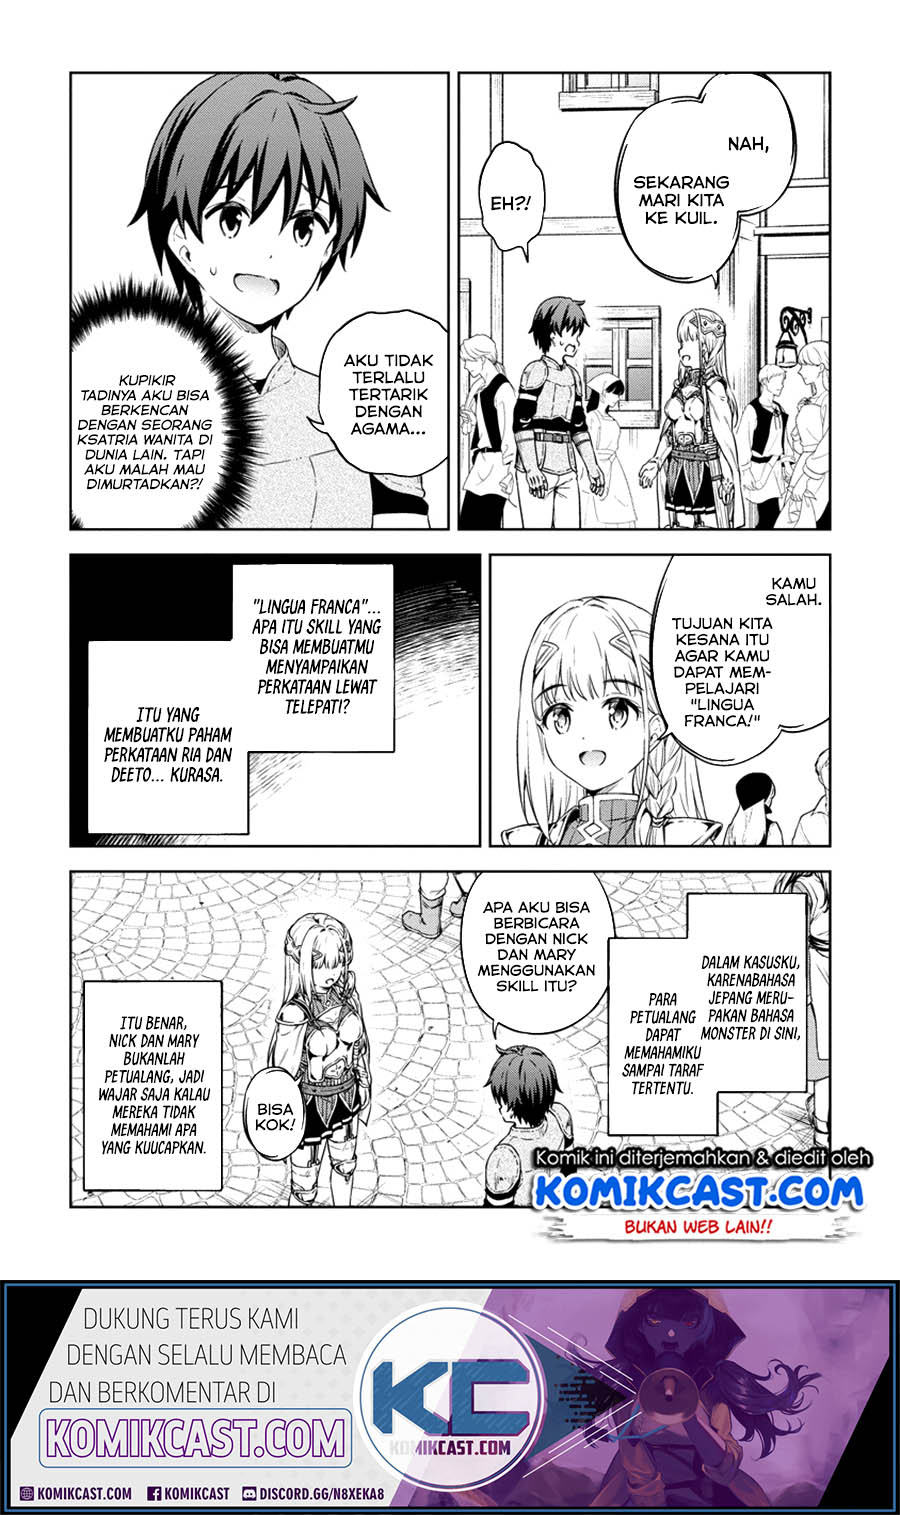 NAH,
SEKARANG
MARI KITA
KE KUIL.
EH?!
AKU TIDAK
TERLALU
TERTARIK
DENGAN
AGAMA...
KUPIKIR
TADINYA AKU BISA
BERKENCAN
DENGAN SEORANG
KSATRIA WANITA DI
DUNIA LAIN. TAPI
AKU MALAH MAU
DIMURTADKAN?!
KAMU
SALAH.
TUJUAN KITA
KESANA ITU
AGAR KAMU
DAPAT MEM-
PELAJARI
"LINGUA
FRANCA!"
"LINGUA FRANCA"...
APA ITU SKILL YANG
BISA MEMBUATMU
MENYAMPAIKAN
PERKATAAN LEWAT
TELEPATI?
ITU YANG
MEMBUATKU PAHAM
PERKATAAN RIA DAN
DEETO... KURASA.
DALAM KASUSKU,
KARENABAHASA
JEPANG MERU-
PAKAN BAHASA
MONSTER DI SINI,
PARA
PETUALANG
DAPAT
MEMAHAMIKU
SAMPAI TARAF
TERTENTU.
APA AKU BISA
BERBICARA
DENGAN NICK
DAN MARY
MENGGUNAKAN
SKILL ITU?
BISA
KOK!
ITU BENAR,
NICK DAN MARY
BUKANLAH
PETUALANG, JADI
WAJAR SAJA KALAU
MEREKA TIDAK
MEMAHAMI APA
YANG KUUCAPKAN.
Komik ini diterjemahkan & diedit oleh
KOMIKCAST.COM
BUKAN WEB LAIN!!
DUKUNG TERUS KAMI
DENGAN SELALU MEMBACA
DAN BERKOMENTAR DI
KOMIKCAST.COM
KOMIKCAST.COM KOMIKCAST DISCORD.GG/N8XEKA8
KC
KOMIKCAST.COM